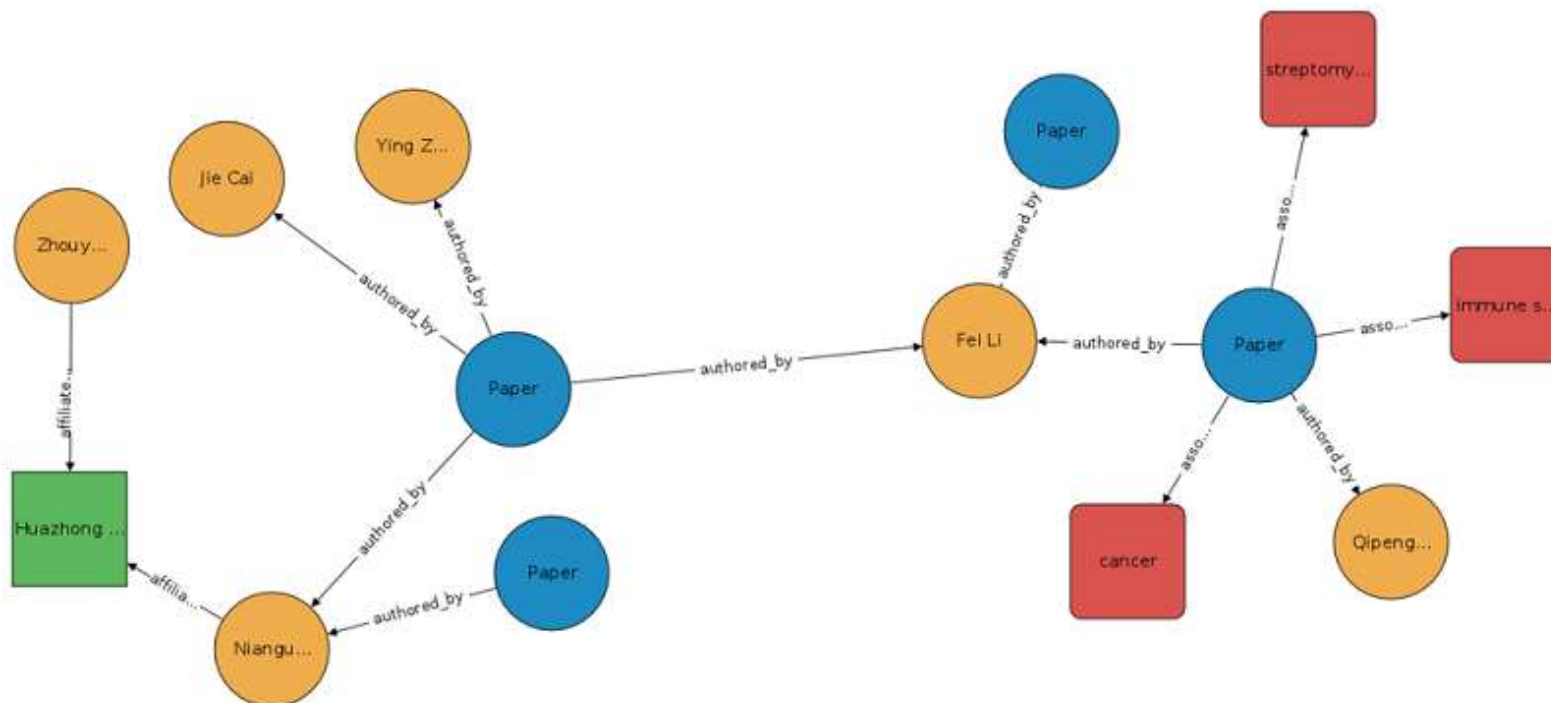 streptomy...
Paper
Ying Z...
Jie Cai
asso...
authored_by
Zhouy...
authored_by
authored_by
immune s...
asso...
Fei Li
authored_by
Paper
authored_by
Paper
affiliate...
authored_by
asso...
authored_by
Huazhong ...
Qipeng...
cancer
Paper
affilia...
authored_by
Niangu...